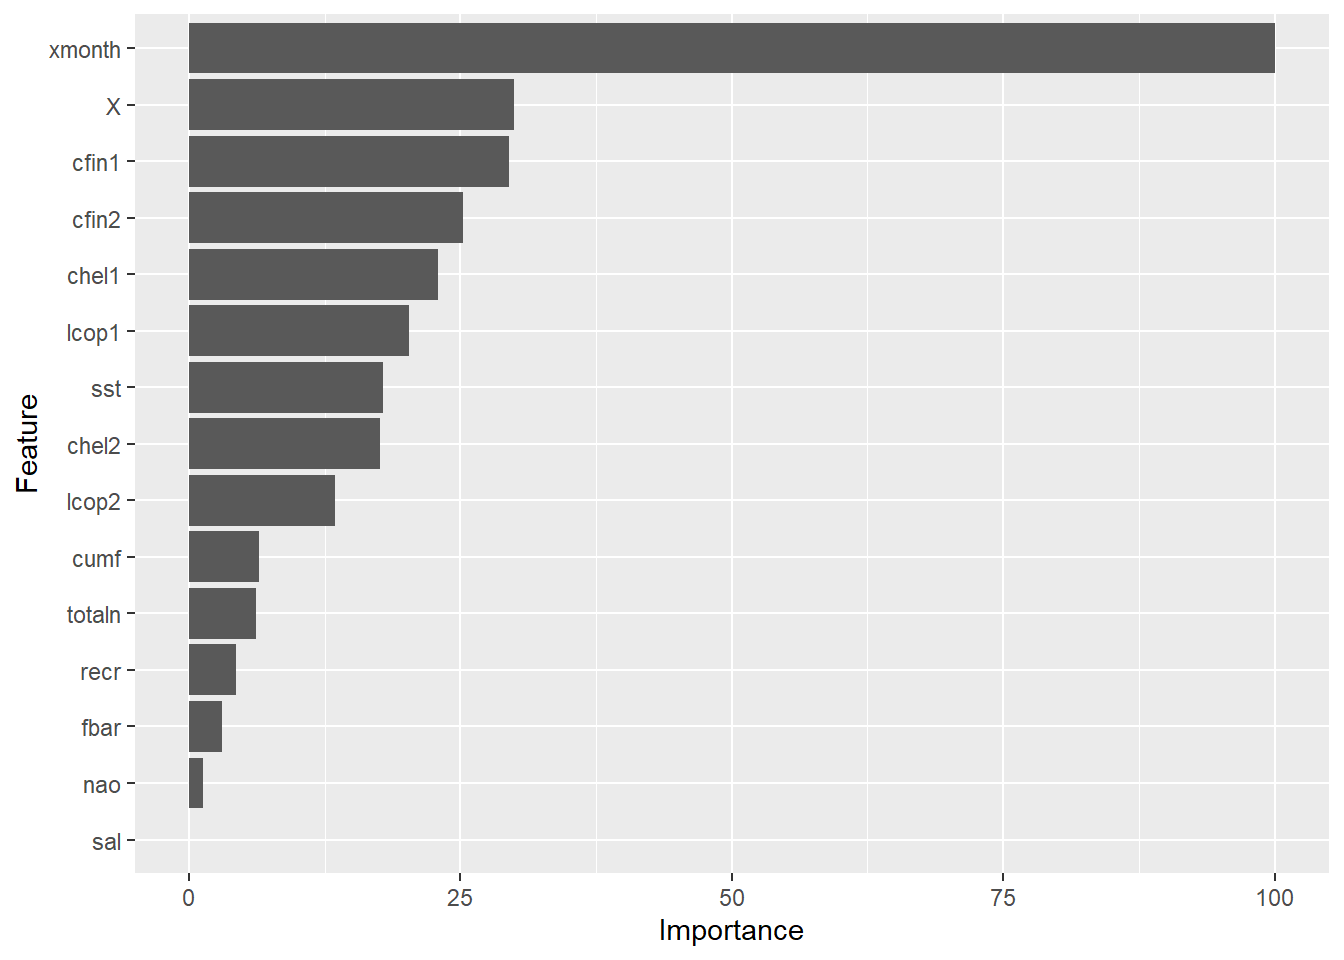 xmonth
X
cfin1
cfin2
chel1
lcop1
sst
chel2
lcop2
cumf
totaln
recr
fbar
nao
sal
Feature
0 25 50 75 100
Importance